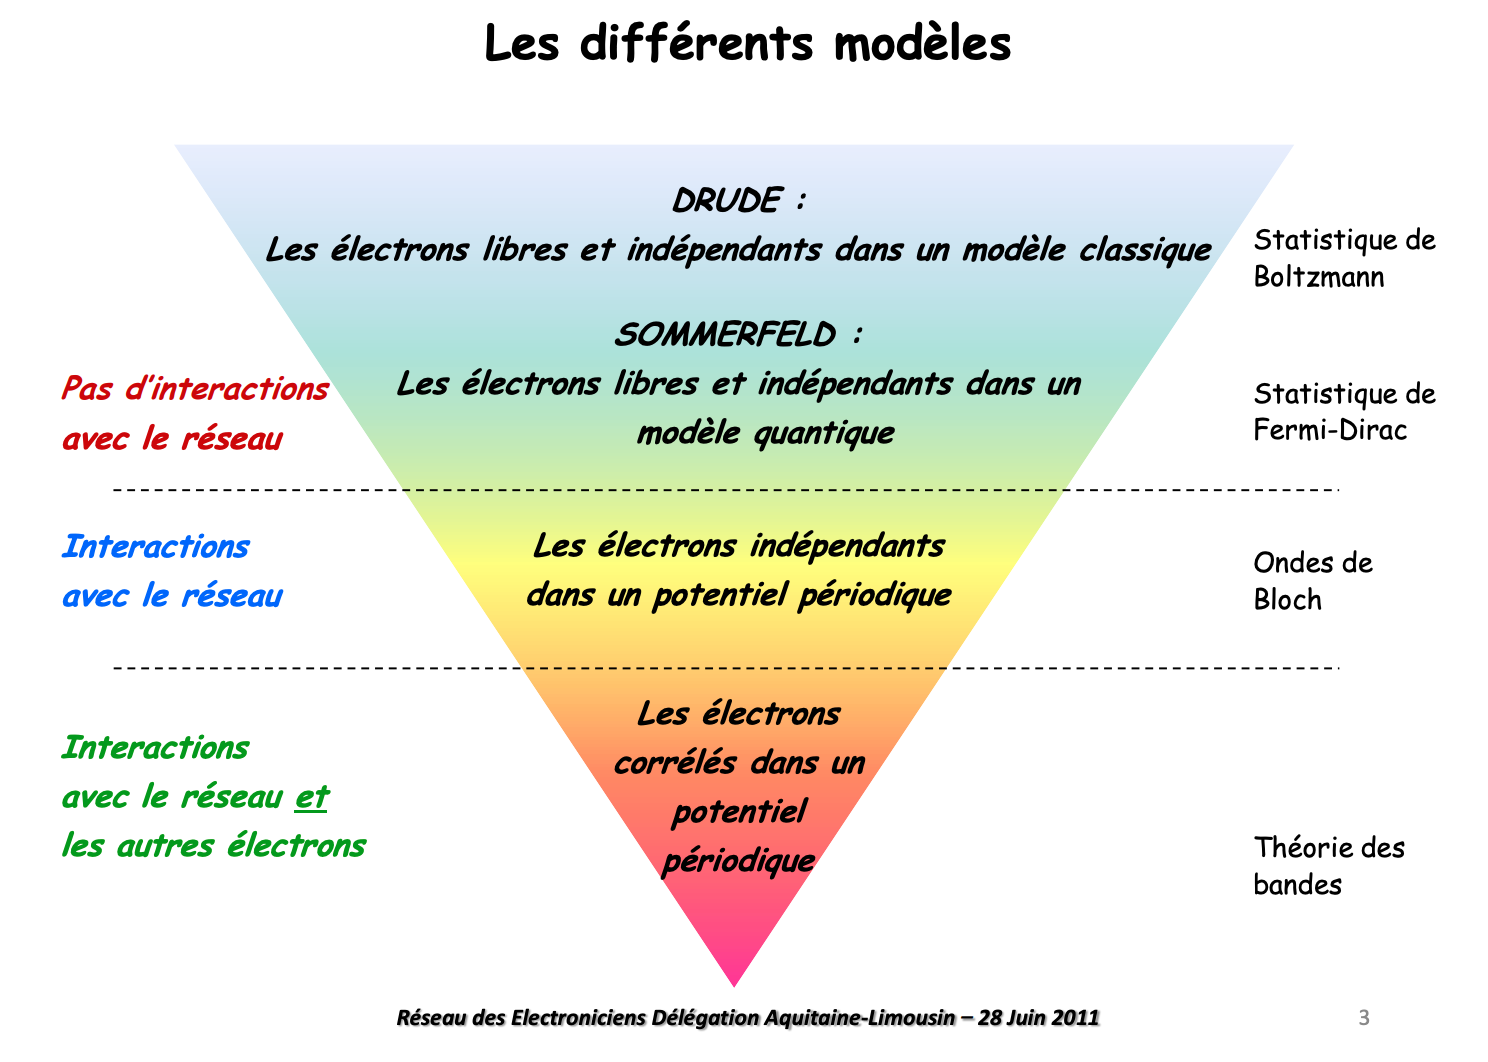 Les différents modèles
DRUDE :
Les électrons libres et indépendants dans un modèle classique
Statistique de
Boltzmann
SOMMERFELD :
Les électrons libres et indépendants dans un
modèle quantique
Pas d’interactions
avec le réseau
Statistique de
Fermi-Dirac
Interactions
avec le réseau
Les électrons indépendants
dans un potentiel périodique
Ondes de
Bloch
Interactions
avec le réseau et
les autres électrons
Les électrons
corrélés dans un
potentiel
périodique
Théorie des
bandes
Réseau des Electroniciens Délégation Aquitaine-Limousin – 28 Juin 2011
3